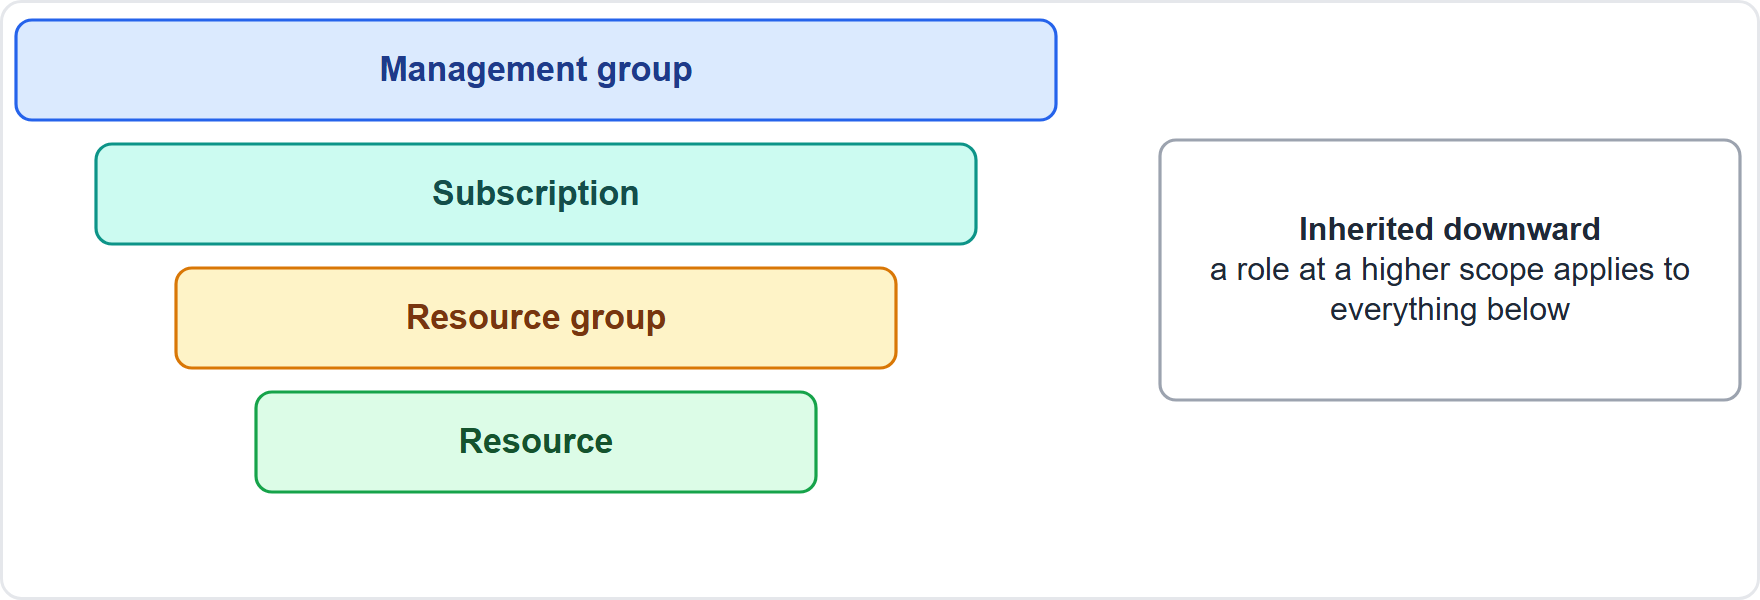 Management group
Subscription
Resource group
Resource
Inherited downward
a role at a higher scope applies to
everything below